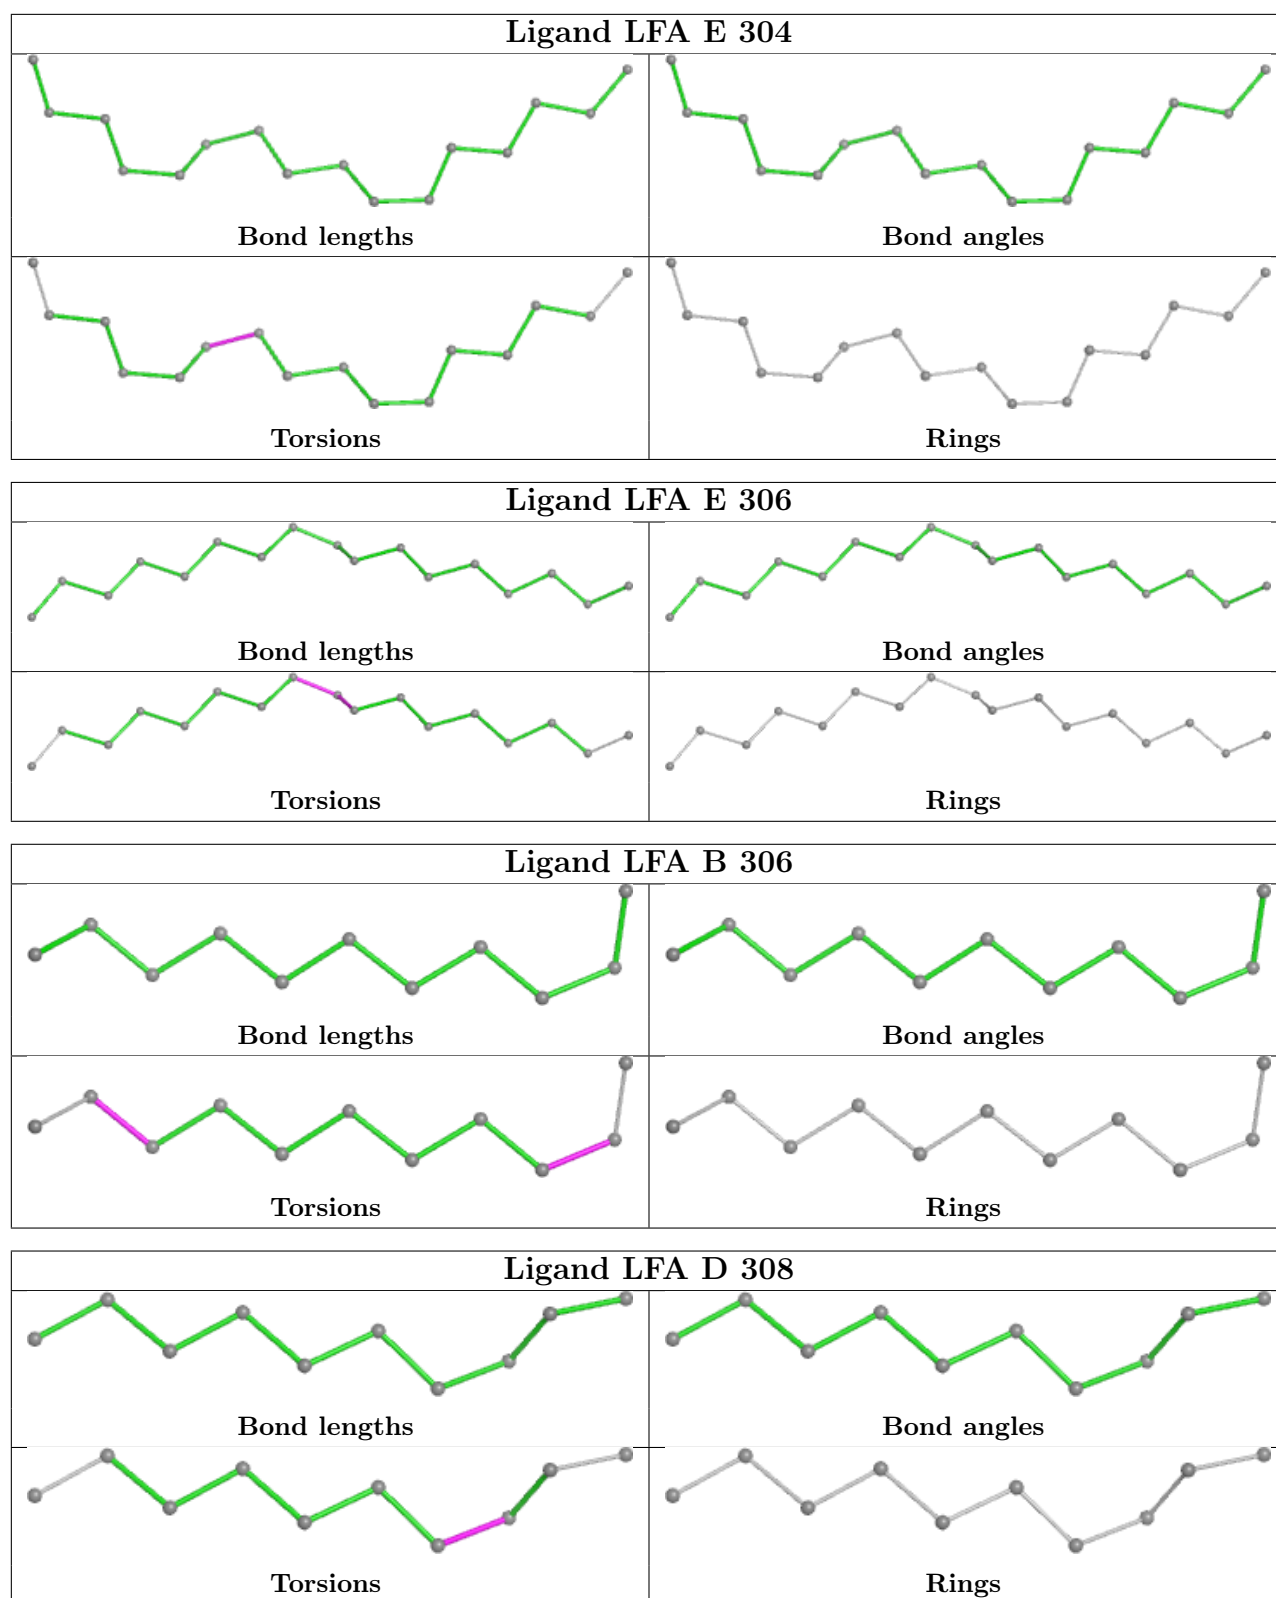 Ligand LFA E 304
Bond lengths
Bond angles
Torsions
Rings
Ligand LFA E 306
Bond lengths
Bond angles
Torsions
Rings
Ligand LFA B 306
Bond lengths
Bond angles
Torsions
Rings
Ligand LFA D 308
Bond lengths
Bond angles
Torsions
Rings